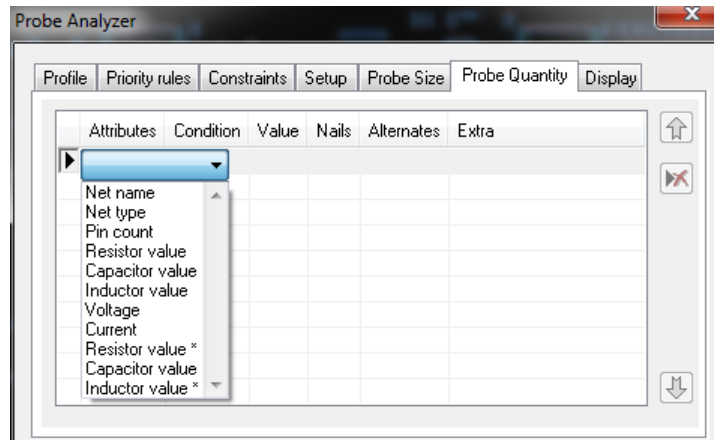 Probe Analyzer
Profile Priority rules Constraints Setup Probe Size Probe Quantity Display
Attributes Condition Value Nails Alternates Extra
Net name
Net type
Pin count
Resistor value
Capacitor value
Inductor value
Voltage
Current
Resistor value *
Capacitor value
Inductor value *